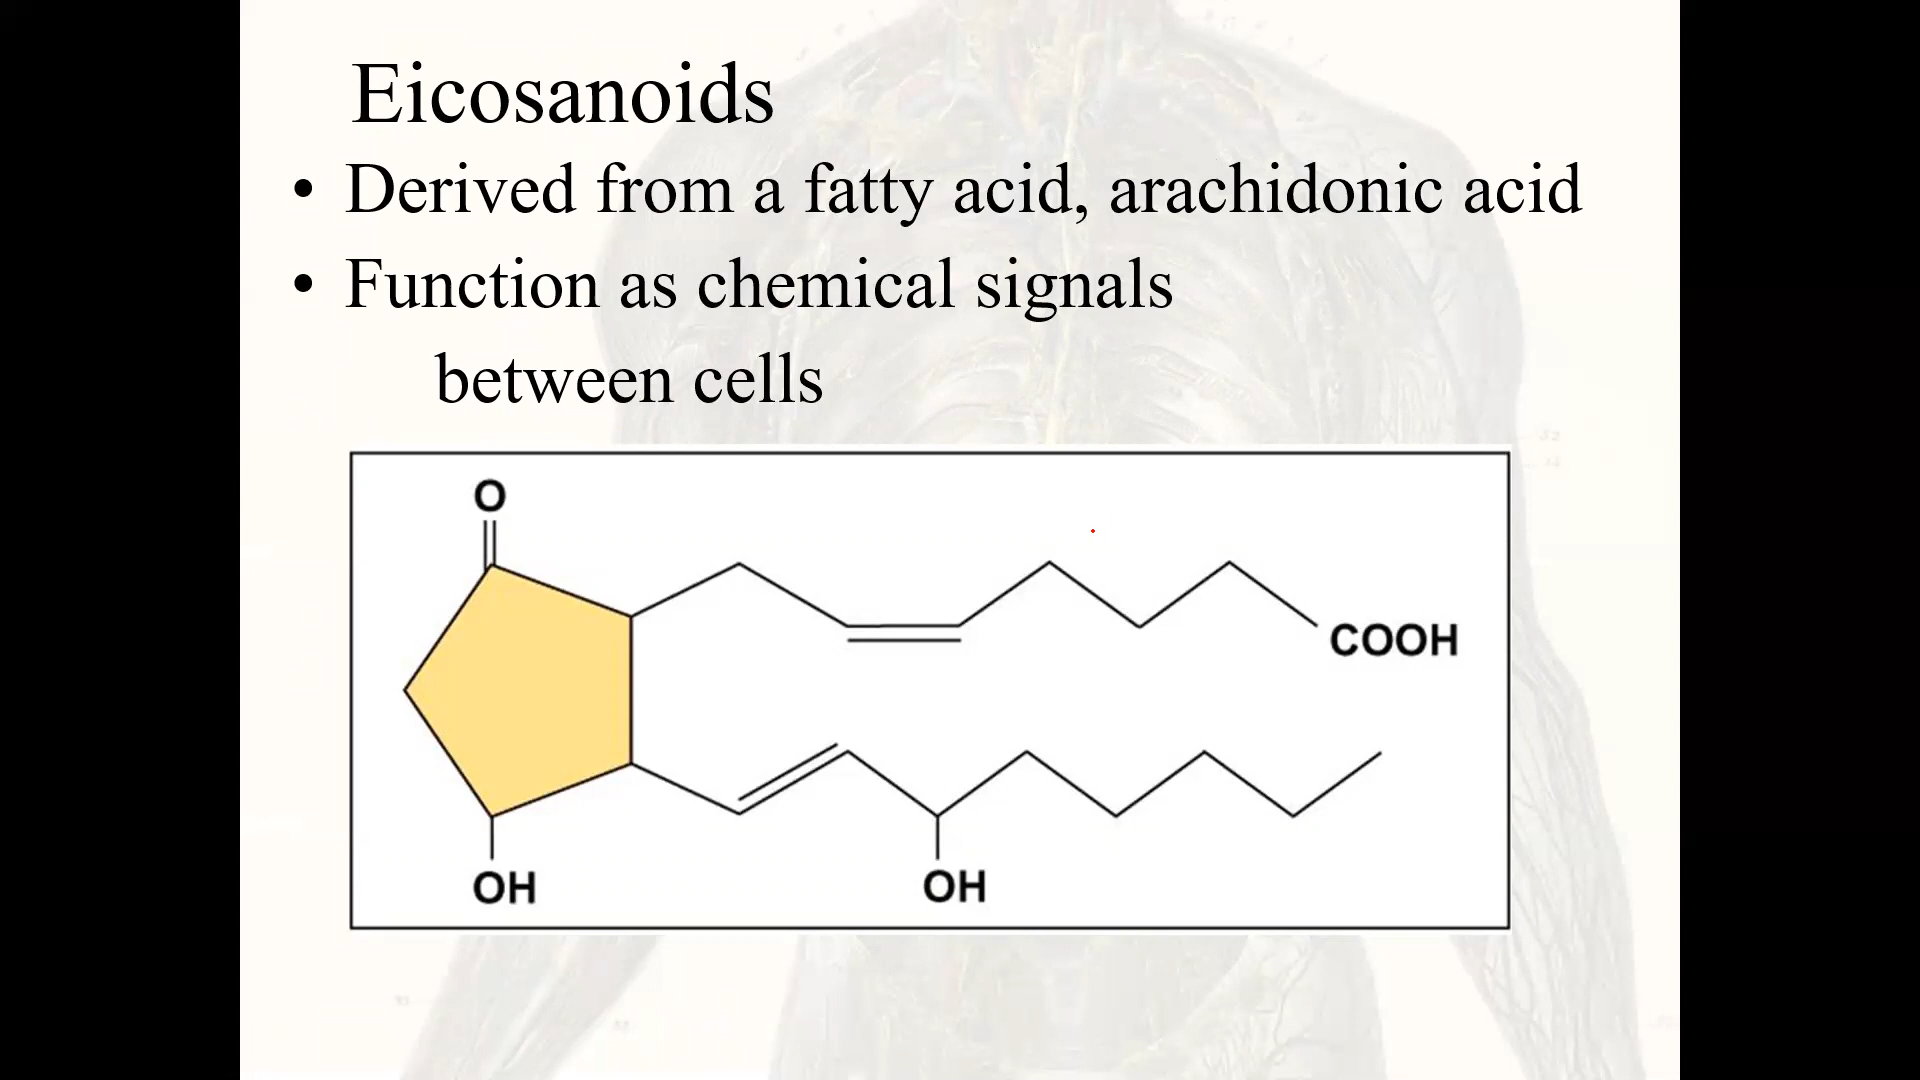 Eicosanoids
• Derived from a fatty acid, arachidonic acid
• Function as chemical signals
between cells
O
COOH
OH
OH